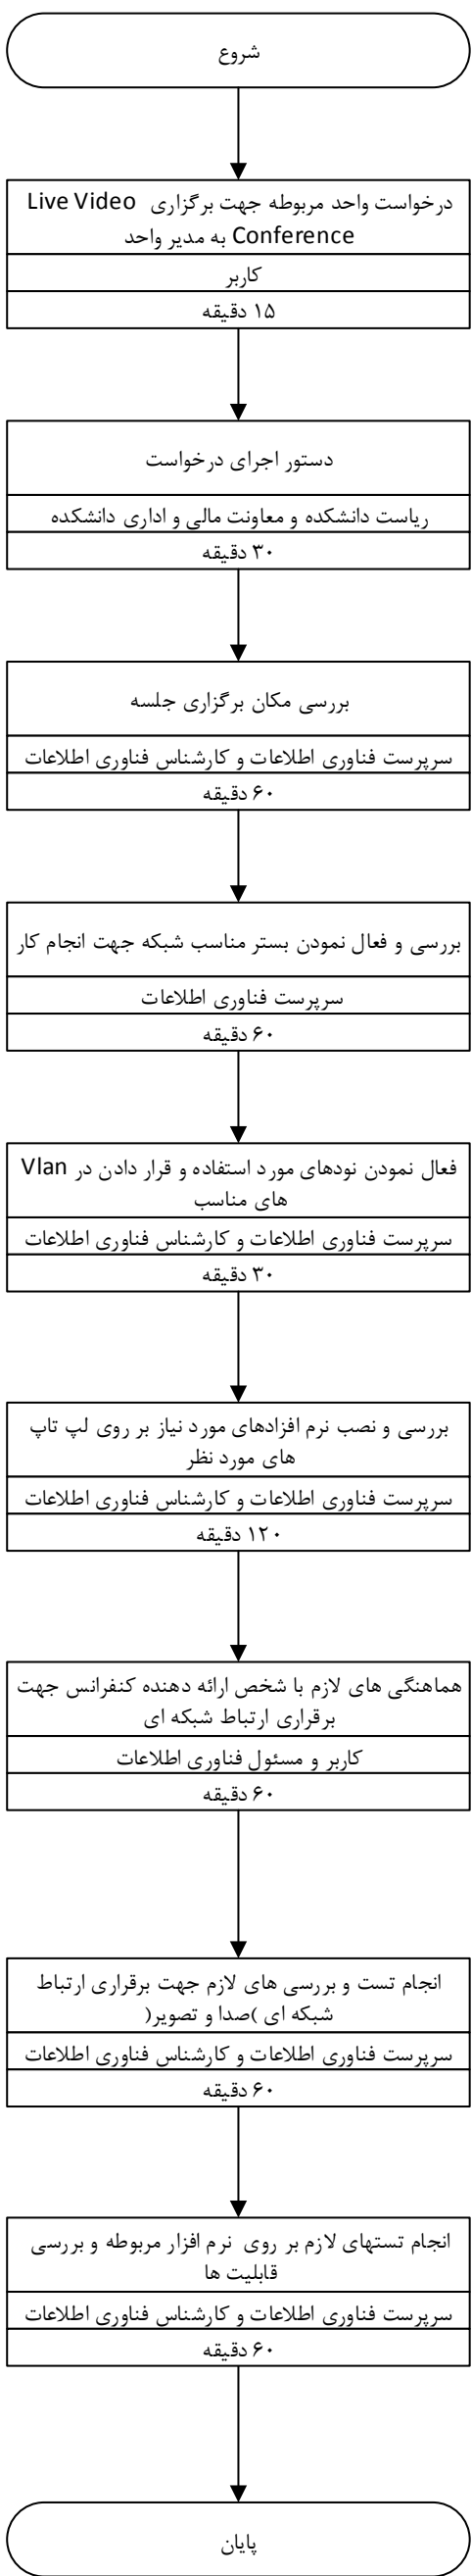 شروع
درخواست واحد مربوطه جهت برگزاری Live Video
Conference به مدیر واحد
کاربر
۱۵ دقیقه
دستور اجرای درخواست
ریاست دانشکده و معاونت مالی و اداری دانشکده
۳۰ دقیقه
بررسی مکان برگزاری جلسه
سرپرست فناوری اطلاعات و کارشناس فناوری اطلاعات
۶۰ دقیقه
بررسی و فعال نمودن بستر مناسب شبکه جهت انجام کار
سرپرست فناوری اطلاعات
۶۰ دقیقه
فعال نمودن نودهای مورد استفاده و قرار دادن در Vlan
های مناسب
سرپرست فناوری اطلاعات و کارشناس فناوری اطلاعات
۳۰ دقیقه
بررسی و نصب نرم افزادهای مورد نیاز بر روی لپ تاپ
های مورد نظر
سرپرست فناوری اطلاعات و کارشناس فناوری اطلاعات
۱۲۰ دقیقه
هماهنگی های لازم با شخص ارائه دهنده کنفرانس جهت
برقراری ارتباط شبکه ای
کاربر و مسئول فناوری اطلاعات
۶۰ دقیقه
انجام تست و بررسی های لازم جهت برقراری ارتباط
شبکه ای )صدا و تصویر(
سرپرست فناوری اطلاعات و کارشناس فناوری اطلاعات
۶۰ دقیقه
انجام تستهای لازم بر روی نرم افزار مربوطه و بررسی
قابلیت ها
سرپرست فناوری اطلاعات و کارشناس فناوری اطلاعات
۶۰ دقیقه
پایان